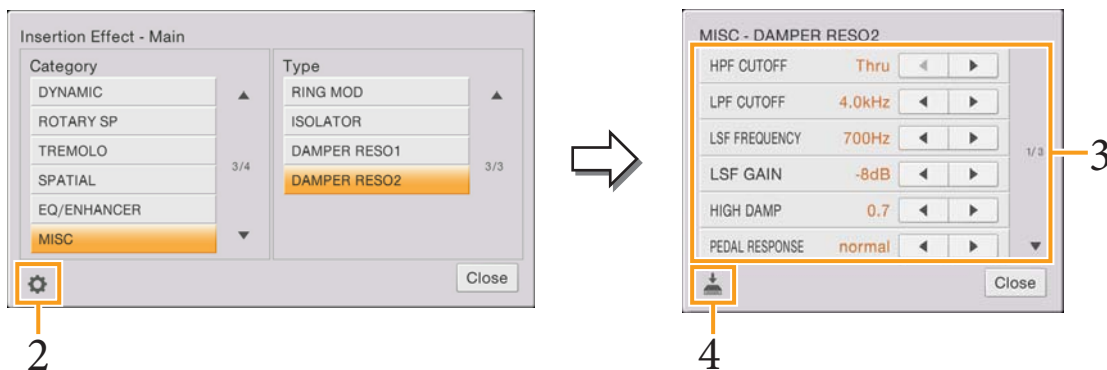 Insertion Effect - Main
Category
DYNAMIC
ROTARY SP
TREMOLO
SPATIAL
EQ/ENHANCER
MISC
3/4
Type
RING MOD
ISOLATOR
DAMPER RESO1
DAMPER RESO2
3/3
Close
2
MISC - DAMPER RESO2
HPF CUTOFF Thru
LPF CUTOFF 4.0kHz
LSF FREQUENCY 700Hz
LSF GAIN -8dB
HIGH DAMP 0.7
PEDAL RESPONSE normal
1/3
3
Close
4